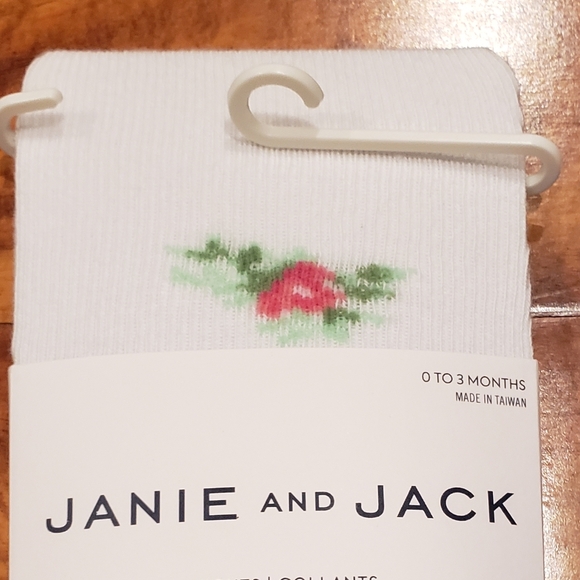 0 TO 3 MONTHS
MADE IN TAIWAN
JANIE AND JACK